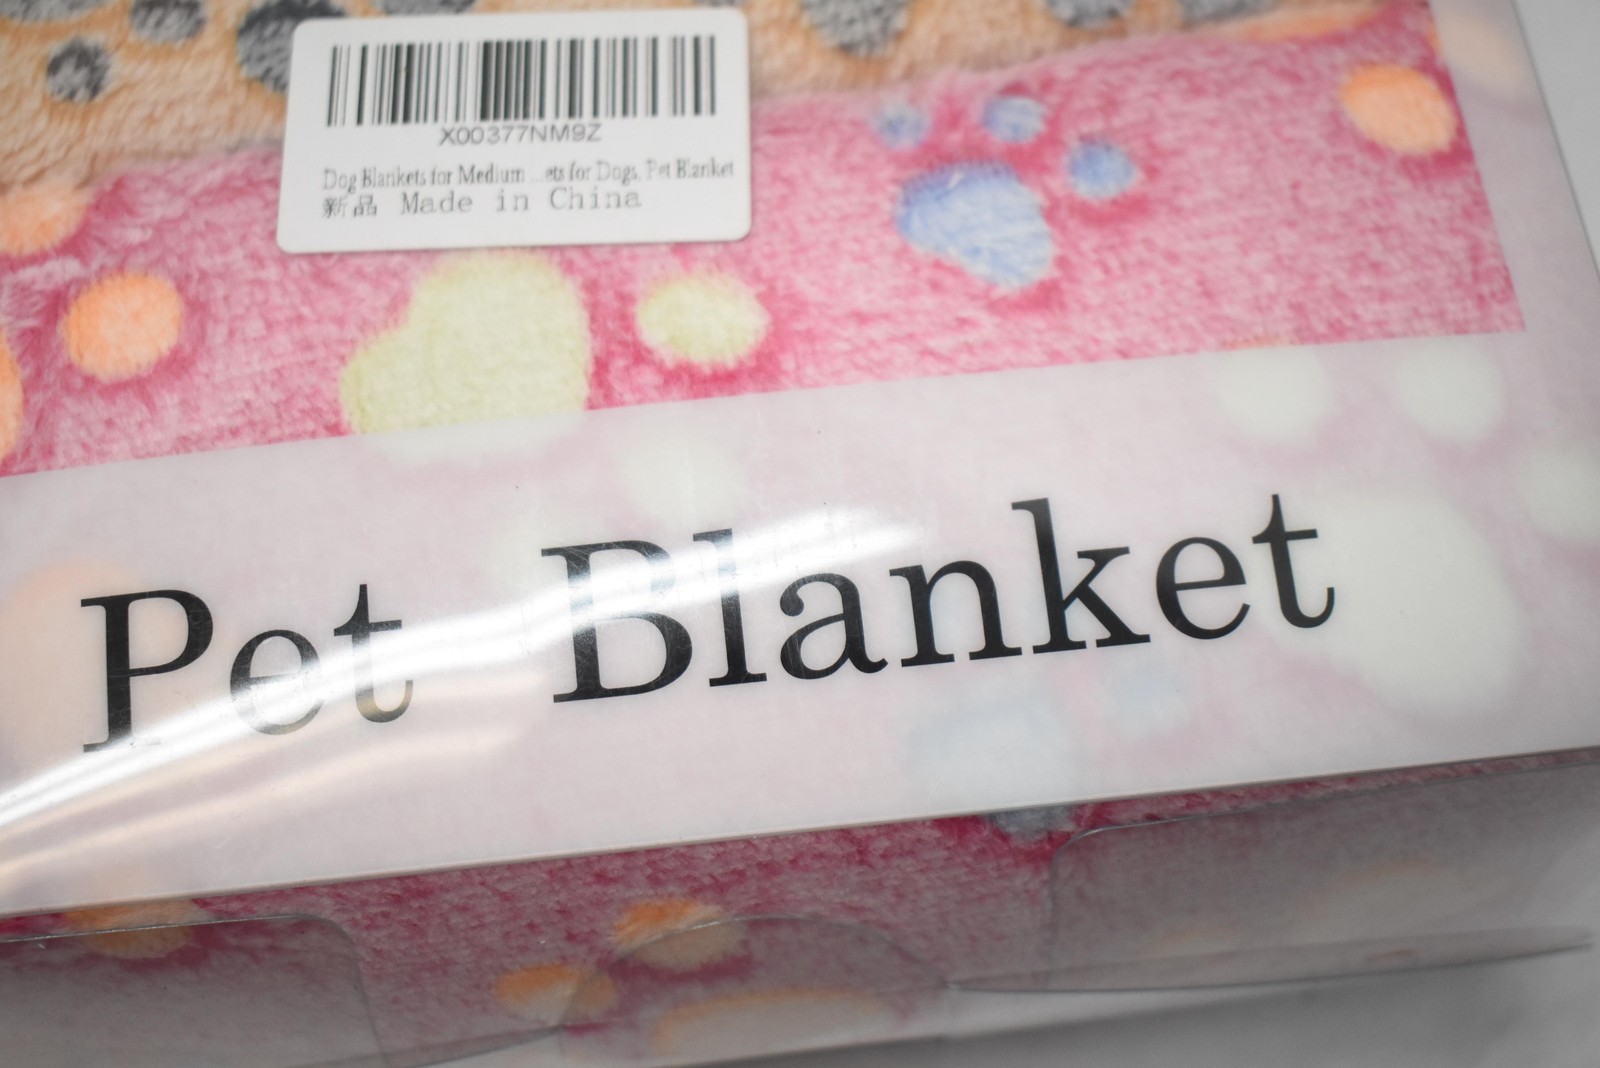 X00377NM9Z
Dog Blankets for Medium ...ets for Dogs, Pet Blanket
新品 Made in China
Pet Blanket